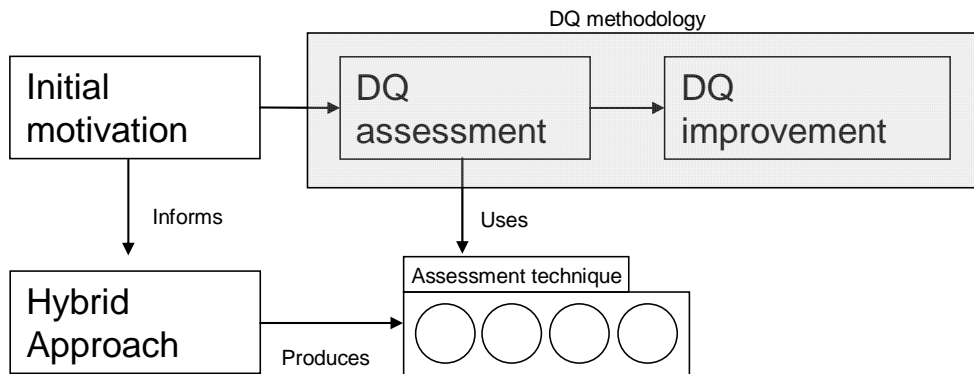 DQ methodology
Initial
motivation
DQ
assessment
DQ
improvement
Informs
Uses
Hybrid
Approach
Assessment technique
Produces